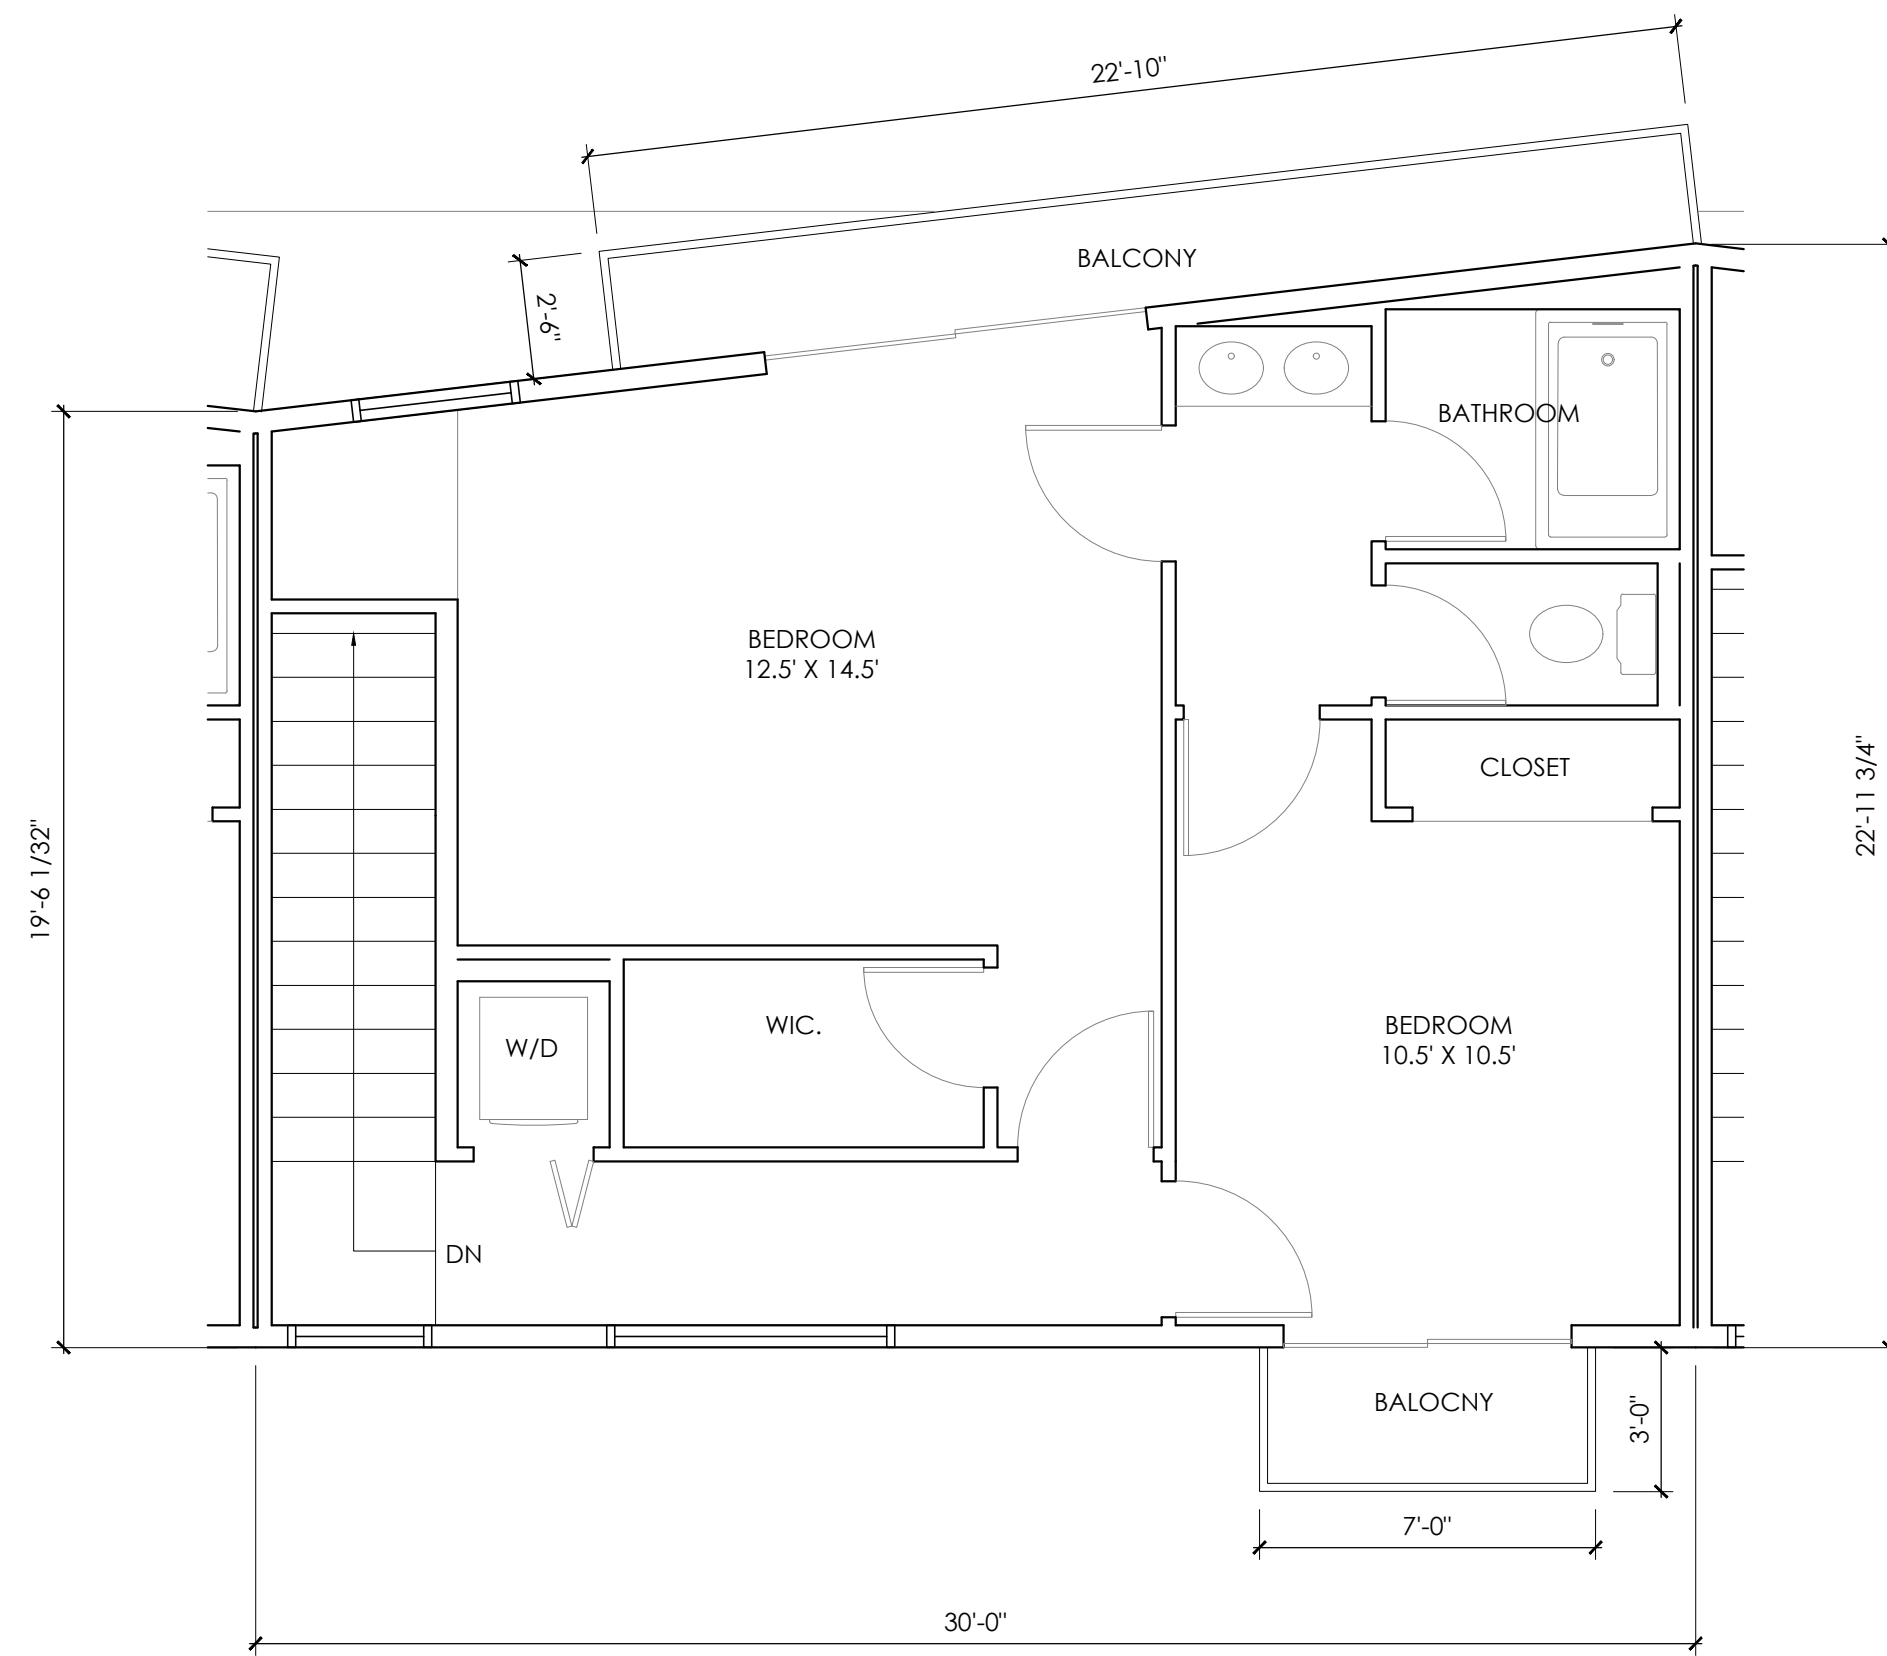 22'-10"
BALCONY
2'-6"
BATHROOM
BEDROOM
12.5' X 14.5'
CLOSET
22'-11 3/4"
19'-6 1/32"
WIC.
W/D
BEDROOM
10.5' X 10.5'
DN
BALOCNY
3'-0"
7'-0"
30'-0"